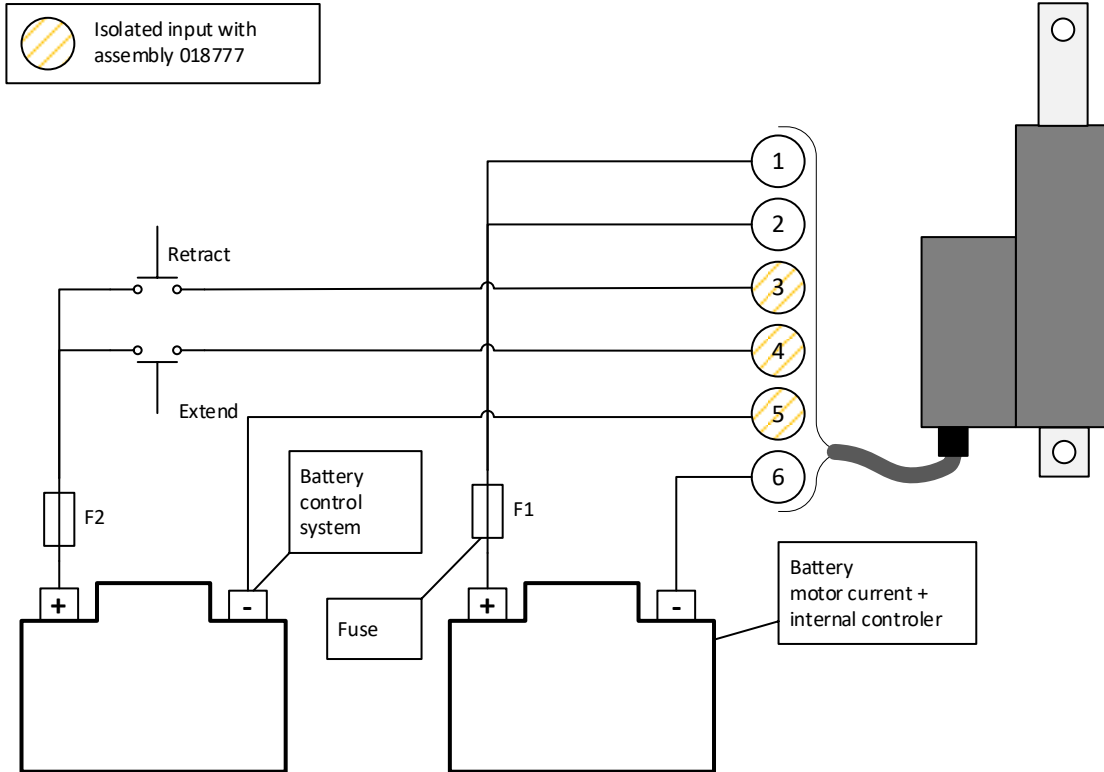 Isolated input with
assembly 018777
1
2
Retract
3
4
Extend
5
6
Battery
control
system
F2
F1
Battery
motor current +
internal controler
Fuse
+
-
+
-